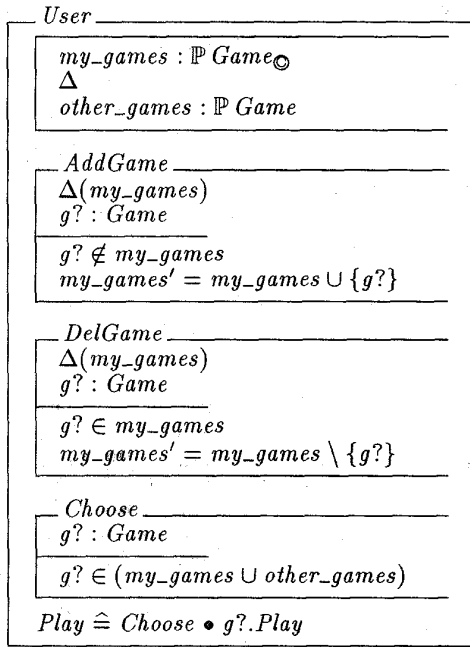 User
my_games : ℙ Game©
Δ
other_games : ℙ Game
AddGame
Δ(my_games)
g? : Game
g? ∉ my_games
my_games′ = my_games ∪ {g?}
DelGame
Δ(my_games)
g? : Game
g? ∈ my_games
my_games′ = my_games \ {g?}
Choose
g? : Game
g? ∈ (my_games ∪ other_games)
Play ≙ Choose • g?.Play